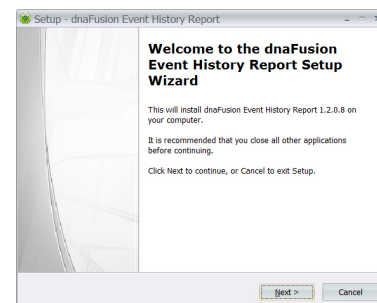 Setup - dnaFusion Event History Report
Welcome to the dnaFusion
Event History Report Setup
Wizard
This will install dnaFusion Event History Report 1.2.0.8 on
your computer.
It is recommended that you close all other applications
before continuing.
Click Next to continue, or Cancel to exit Setup.
Next >
Cancel